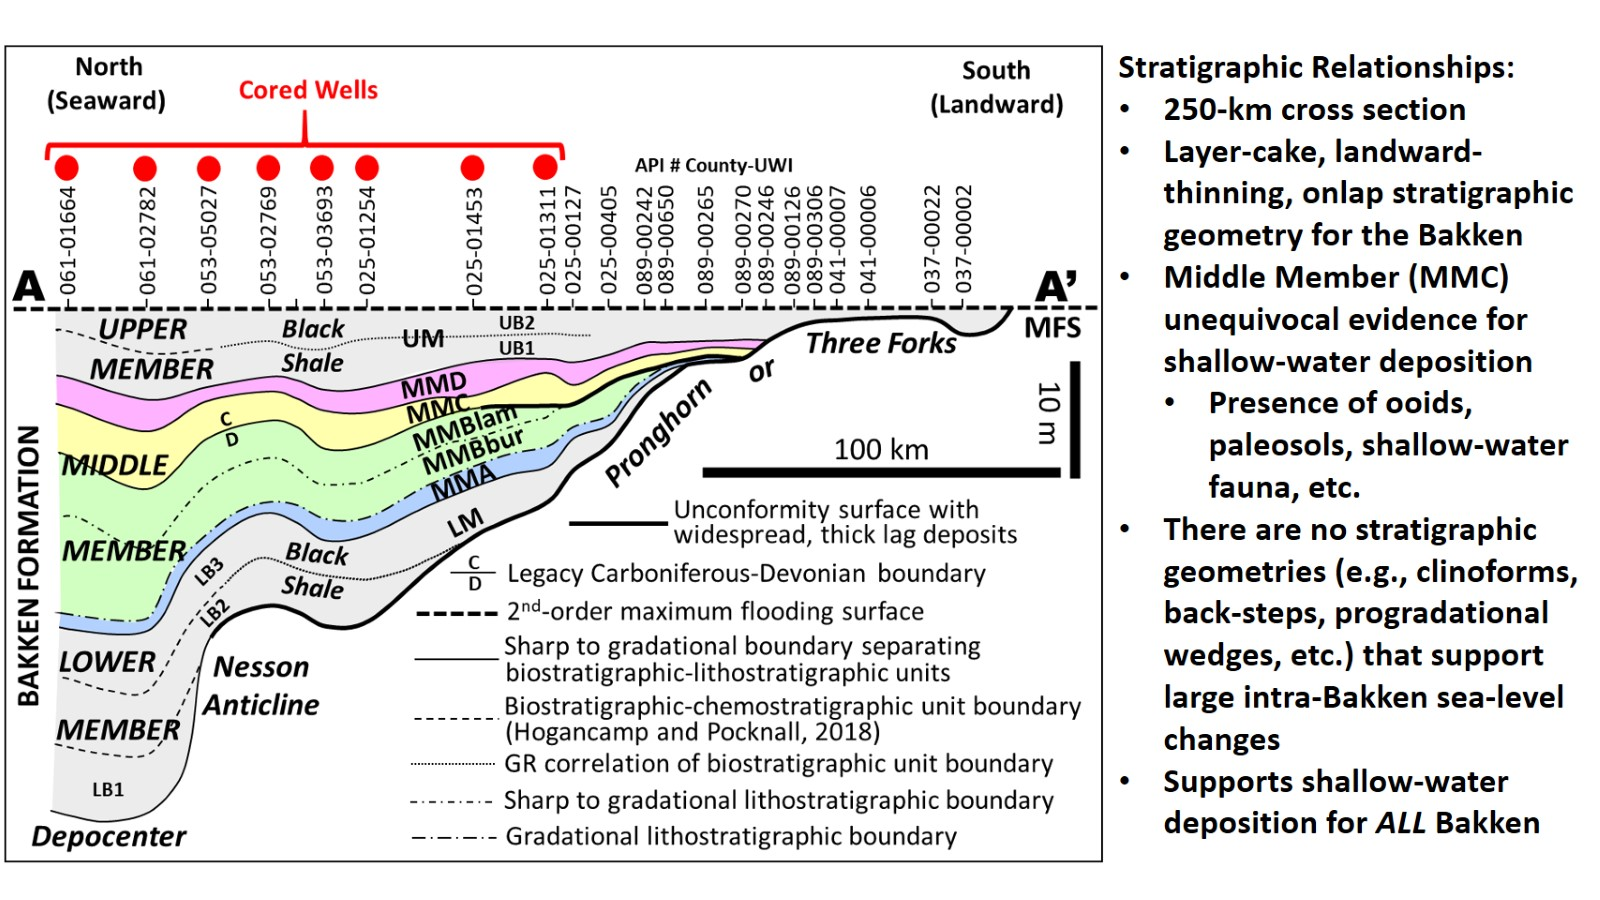 North
(Seaward)
Cored Wells
South
(Landward)
API # County-UWI
061-01664
061-02782
053-05027
053-02769
053-03693
025-01254
025-01453
025-01311
025-00127
025-00405
089-00242
089-00650
089-00265
089-00270
089-00246
089-00126
089-00306
041-00007
041-00006
037-00022
037-00002
A
A’
MFS
BAKKEN FORMATION
UPPER
MEMBER
Black
Shale
UM
UB2
UB1
MMD
MMC
MMBlam
MMBbur
MMA
LM
C
D
MIDDLE
MEMBER
LB3
LB2
Black
Shale
LOWER
MEMBER
LB1
Depocenter
Nesson
Anticline
Three Forks
or
Pronghorn
10 m
100 km
Unconformity surface with
widespread, thick lag deposits
C
D
Legacy Carboniferous-Devonian boundary
2nd-order maximum flooding surface
Sharp to gradational boundary separating
biostratigraphic-lithostratigraphic units
Biostratigraphic-chemostratigraphic unit boundary
(Hogancamp and Pocknall, 2018)
GR correlation of biostratigraphic unit boundary
Sharp to gradational lithostratigraphic boundary
Gradational lithostratigraphic boundary
Stratigraphic Relationships:
• 250-km cross section
• Layer-cake, landward-
thinning, onlap stratigraphic
geometry for the Bakken
• Middle Member (MMC)
unequivocal evidence for
shallow-water deposition
• Presence of ooids,
paleosols, shallow-water
fauna, etc.
• There are no stratigraphic
geometries (e.g., clinoforms,
back-steps, progradational
wedges, etc.) that support
large intra-Bakken sea-level
changes
• Supports shallow-water
deposition for ALL Bakken